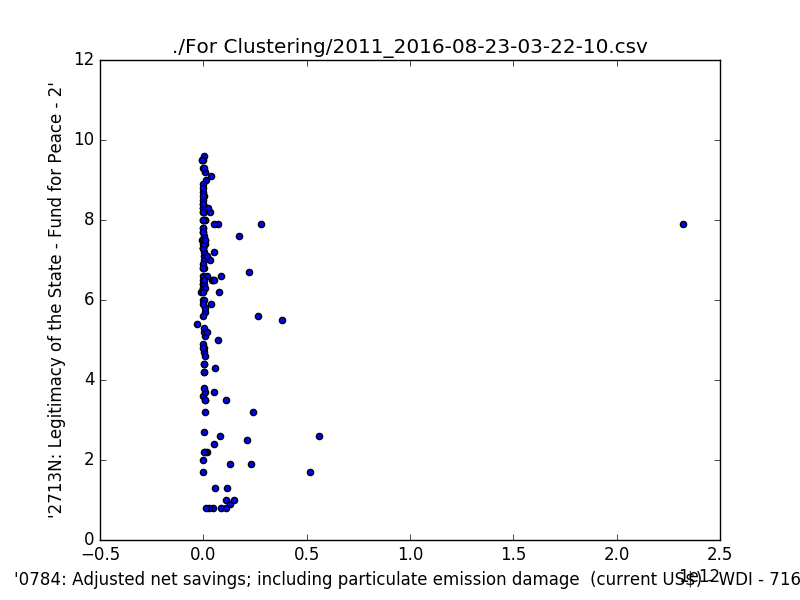 ./For Clustering/2011_2016-08-23-03-22-10.csv
'2713N: Legitimacy of the State - Fund for Peace - 2'
12
10
8
6
4
2
0
−0.5 0.0 0.5 1.0 1.5 2.0 2.5
1e12
'0784: Adjusted net savings; including particulate emission damage (current US$) - WDI - 716